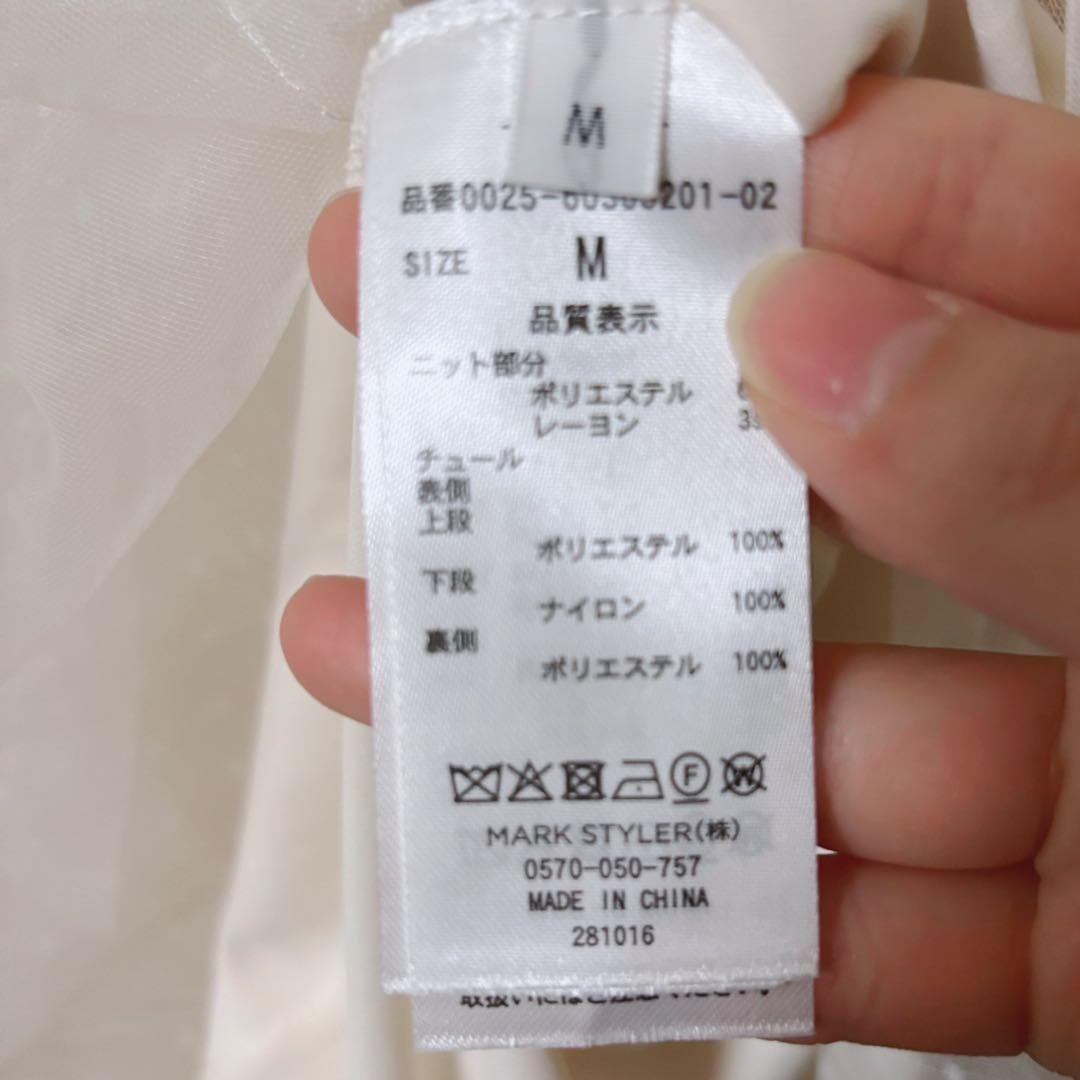 M
品番0025-60303201-02
SIZE M
品質表示
ニット部分
ポリエステル
レーヨン
チュール
表側
上段
ポリエステル 100%
下段
ナイロン 100%
裏側
ポリエステル 100%
F W
MARK STYLER(株)
0570-050-757
MADE IN CHINA
281016